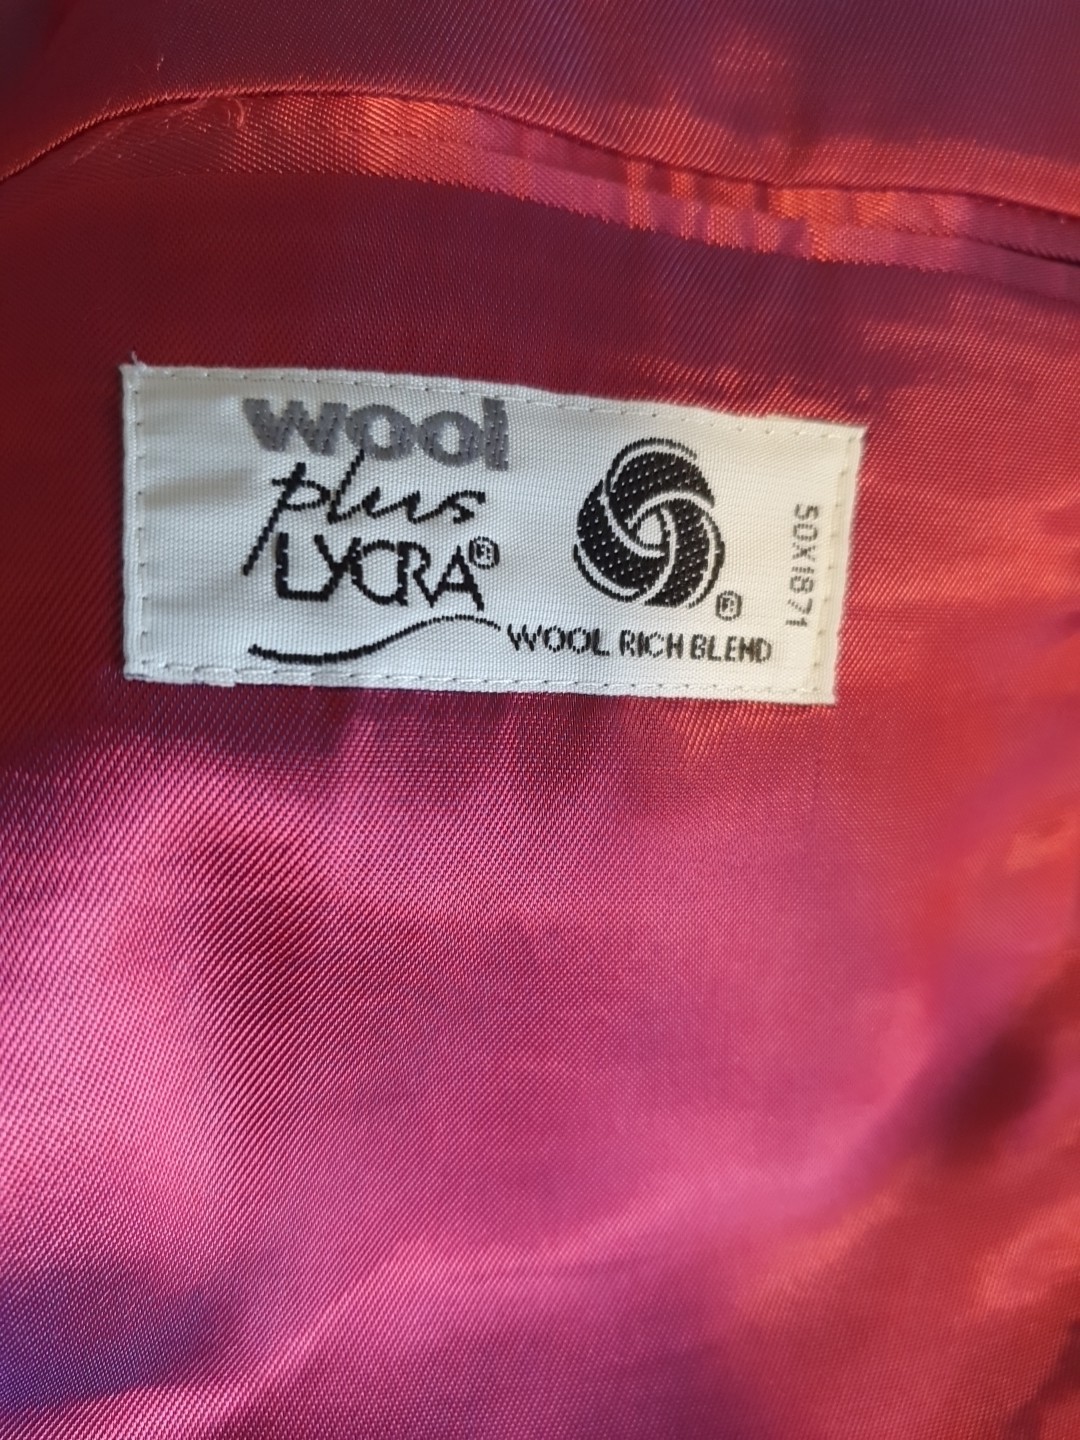 wool
plus
LYCRA®
®
WOOL RICH BLEND
50X1871